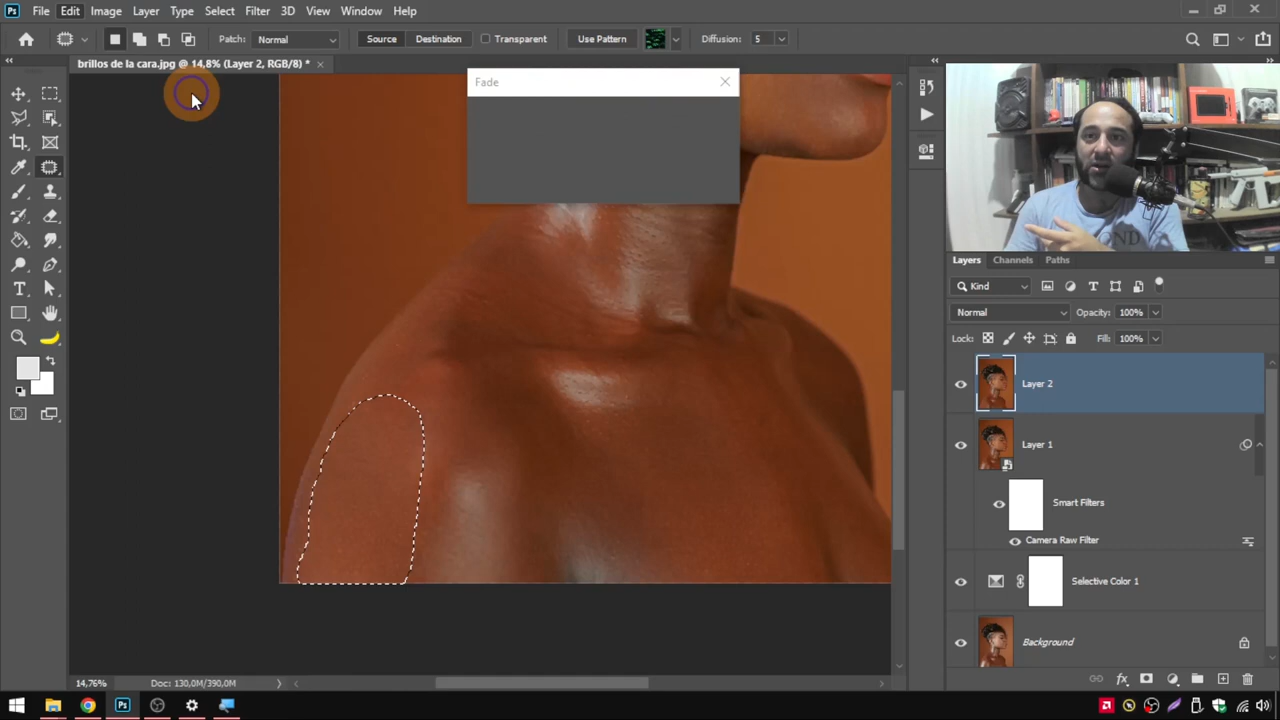 Ps File Edit Image Layer Type Select Filter 3D View Window Help
Patch: Normal Source Destination Transparent Use Pattern Diffusion: 5
brillos de la cara.jpg @ 14,8% (Layer 2, RGB/8) *
Fade
Layers Channels Paths
Kind
Normal Opacity: 100%
Lock: Fill: 100%
Layer 2
Layer 1
Smart Filters
Camera Raw Filter
Selective Color 1
Background
14,76% Doc: 130,0M/390,0M
Ps